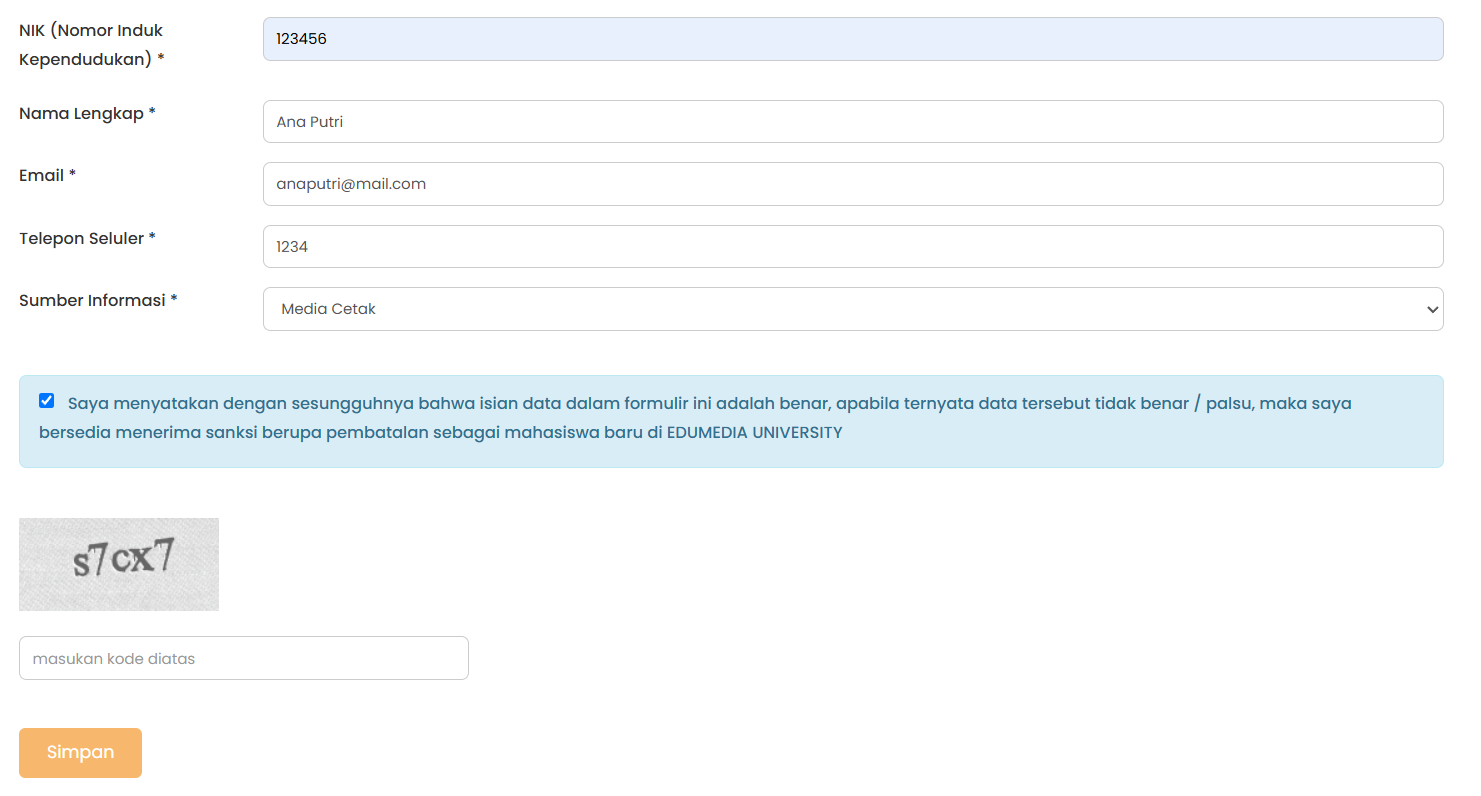 NIK (Nomor Induk
Kependudukan) *
123456
Nama Lengkap *
Ana Putri
Email *
anaputri@mail.com
Telepon Seluler *
1234
Sumber Informasi *
Media Cetak
Saya menyatakan dengan sesungguhnya bahwa isian data dalam formulir ini adalah benar, apabila ternyata data tersebut tidak benar / palsu, maka saya
bersedia menerima sanksi berupa pembatalan sebagai mahasiswa baru di EDUMEDIA UNIVERSITY
s7cx7
masukan kode diatas
Simpan